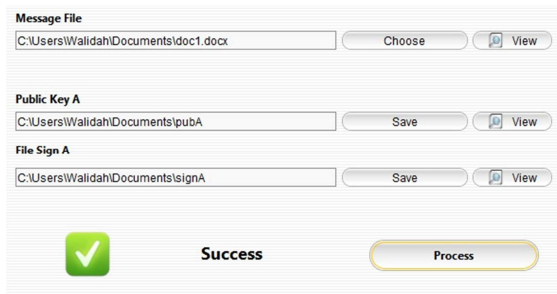 Message File
C:\Users\Walidah\Documents\doc1.docx Choose View
Public Key A
C:\Users\Walidah\Documents\pubA Save View
File Sign A
C:\Users\Walidah\Documents\signA Save View
Success Process